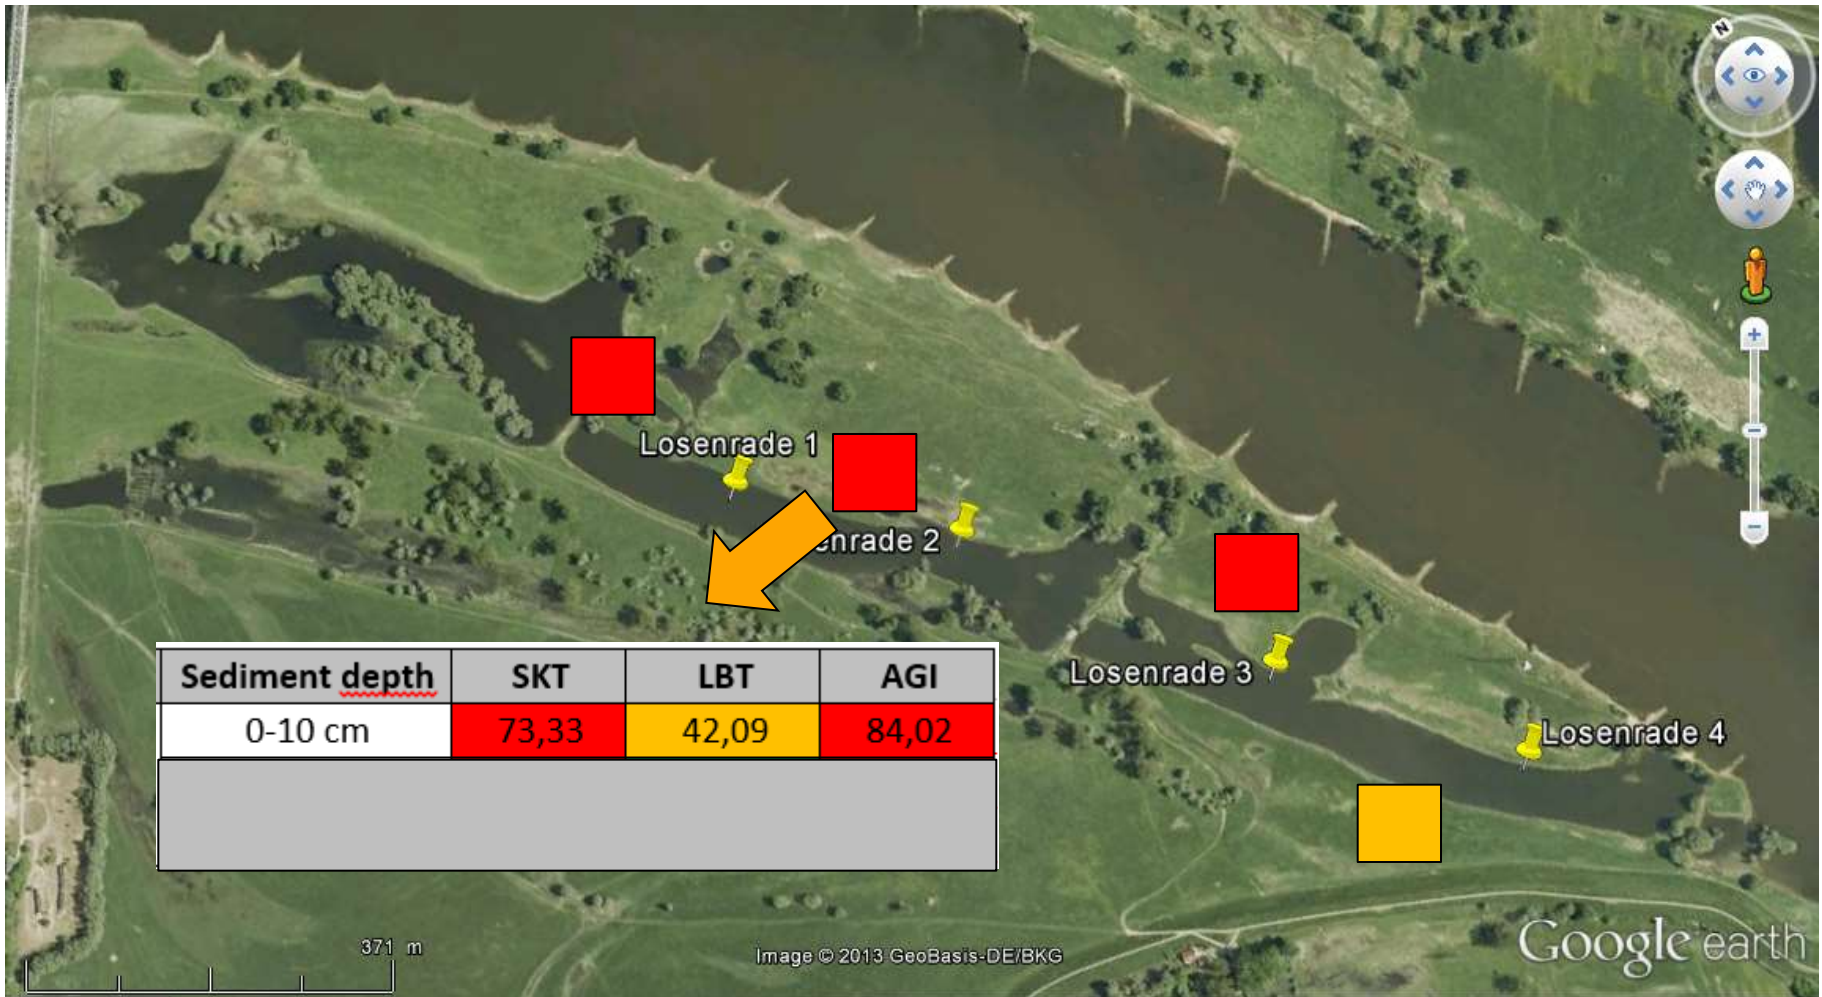 N
Losenrade 1
enrade 2
Losenrade 3
Losenrade 4
Sediment depth SKT LBT AGI
0-10 cm 73,33 42,09 84,02
371 m
Image © 2013 GeoBasis-DE/BKG
Google earth